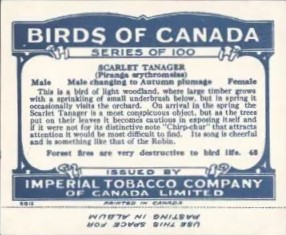 BIRDS OF CANADA
SERIES OF 100
SCARLET TANAGER
(Piranga erythromelas)
Male Male changing to Autumn plumage Female
This is a bird of light woodland, where large timber grows
with a sprinkling of small underbrush below, but in spring it
occasionally visits the orchard. On arrival in the spring the
Scarlet Tanager is a most conspicuous object, but as the trees
put on their leaves it becomes cautious in exposing itself and
if it were not for its distinctive note "Chirp-char" that attracts
attention it would be most difficult to find. Its song is cheerful
and is something like that of the Robin.
Forest fires are very destructive to bird life. 48
ISSUED BY
IMPERIAL TOBACCO COMPANY
OF CANADA LIMITED
PRINTED IN CANADA
USE THIS SPACE FOR
PASTING IN ALBUM